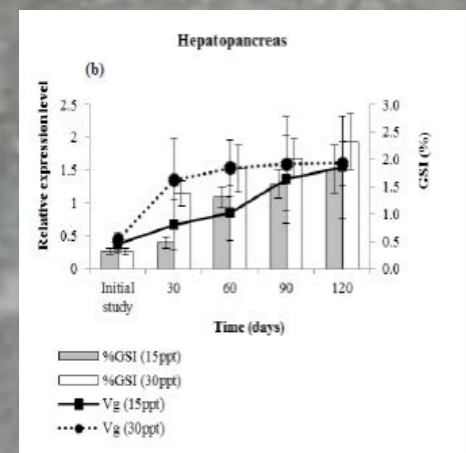 Hepatopancreas
(b)
Relative expression level
2.5
2
1.5
1
0.5
0
GSI (%)
3.0
2.5
2.0
1.5
1.0
0.5
0.0
Initial
study
30
60
90
120
Time (days)
%GSI (15ppt)
%GSI (30ppt)
Vg (15ppt)
Vg (30ppt)